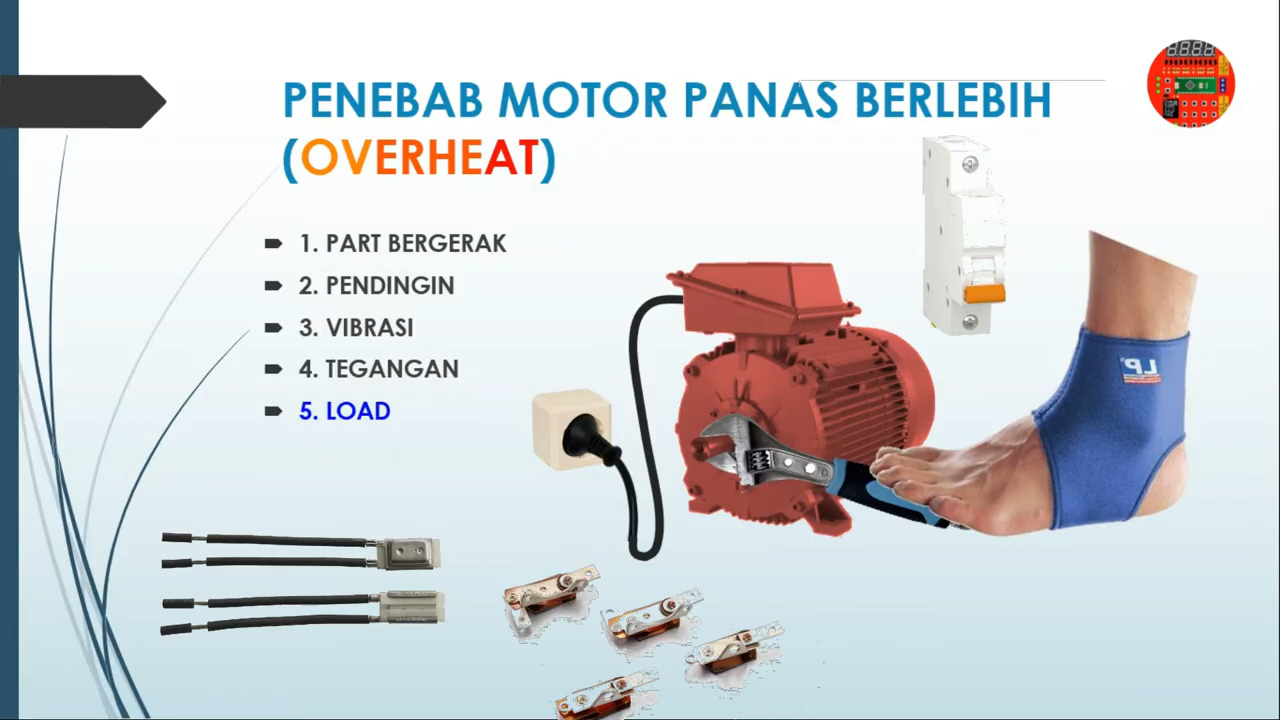 PENEBAB MOTOR PANAS BERLEBIH
(OVERHEAT)
1. PART BERGERAK
2. PENDINGIN
3. VIBRASI
4. TEGANGAN
5. LOAD
LP